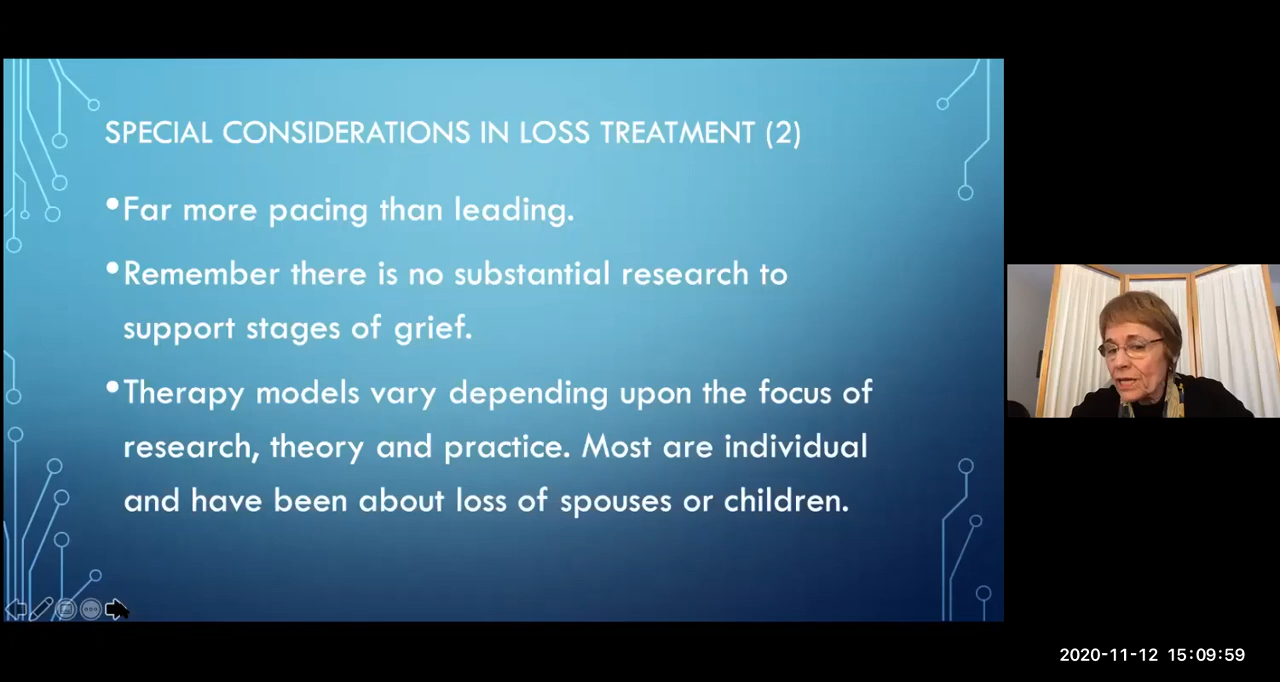 SPECIAL CONSIDERATIONS IN LOSS TREATMENT (2)
•Far more pacing than leading.
•Remember there is no substantial research to
support stages of grief.
•Therapy models vary depending upon the focus of
research, theory and practice. Most are individual
and have been about loss of spouses or children.
2020-11-12 15:09:59